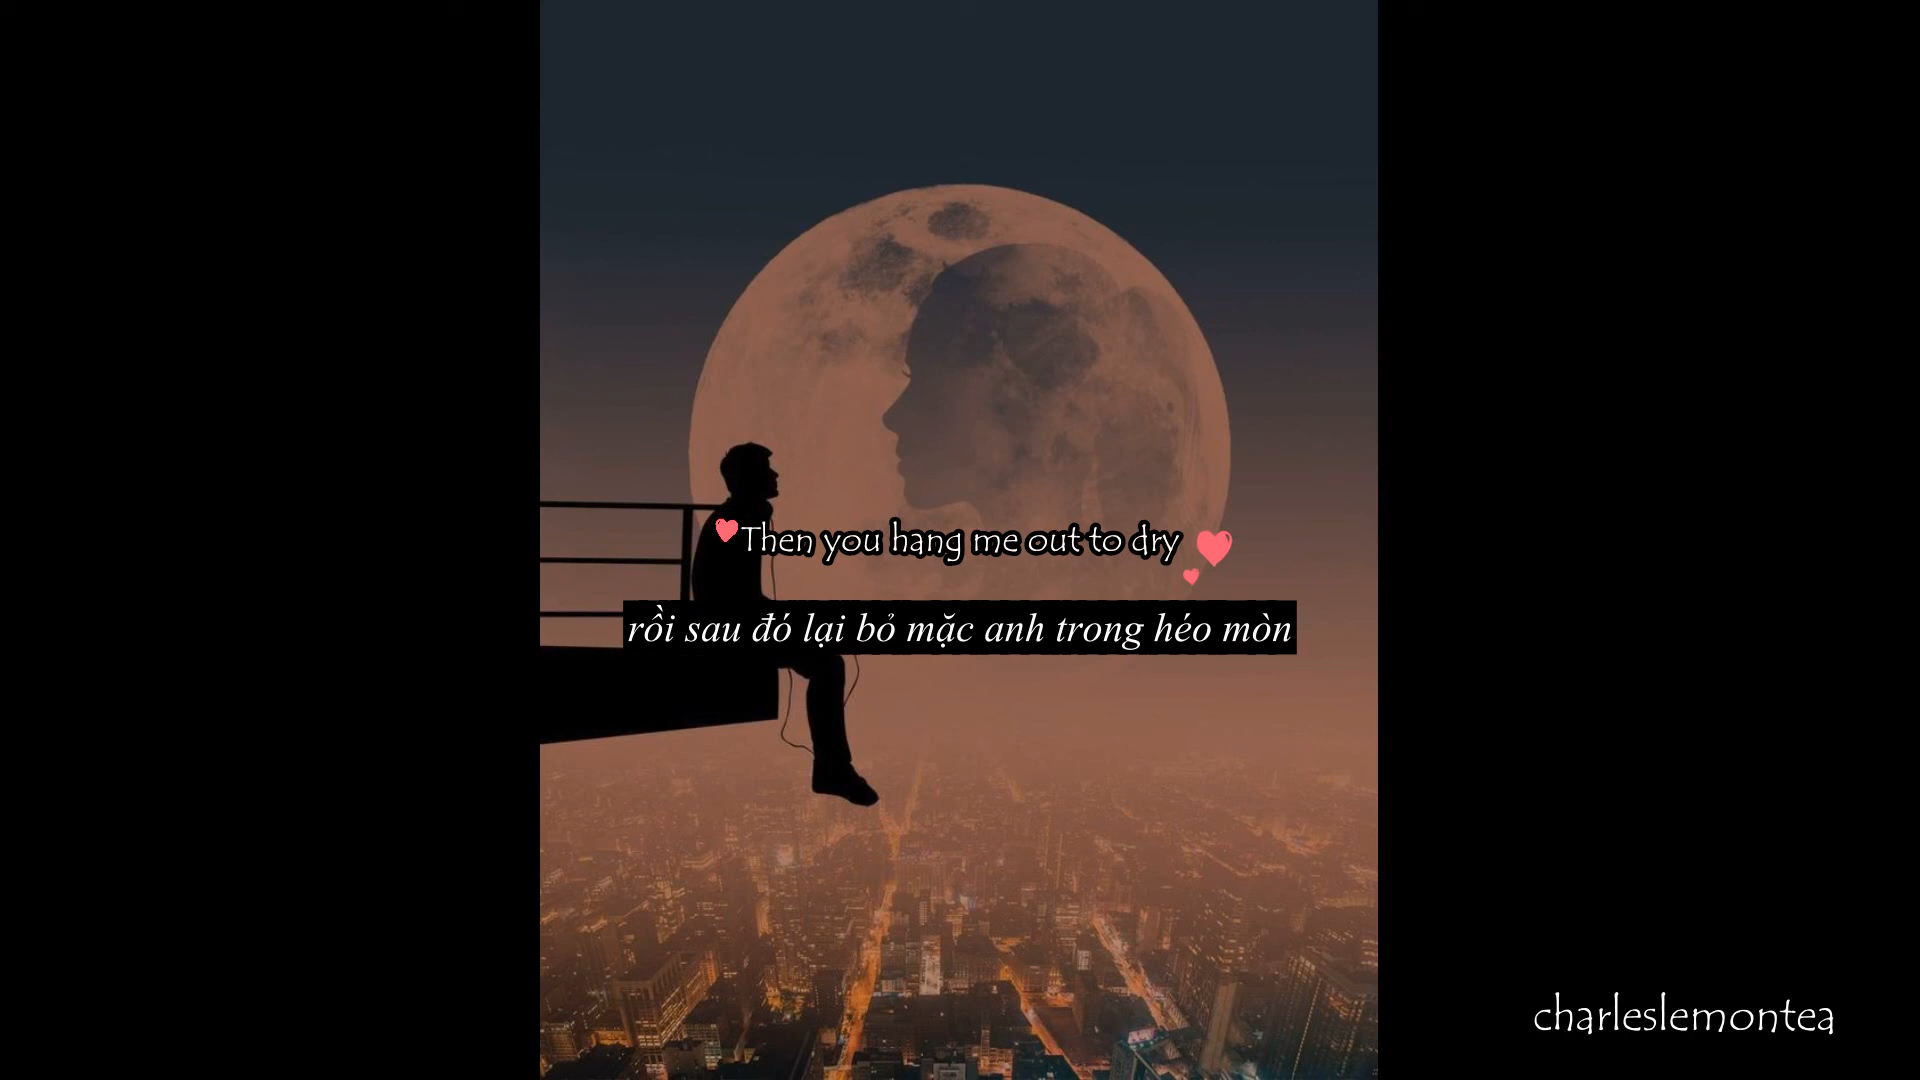 Then you hang me out to dry
rồi sau đó lại bỏ mặc anh trong héo mòn
charleslemontea